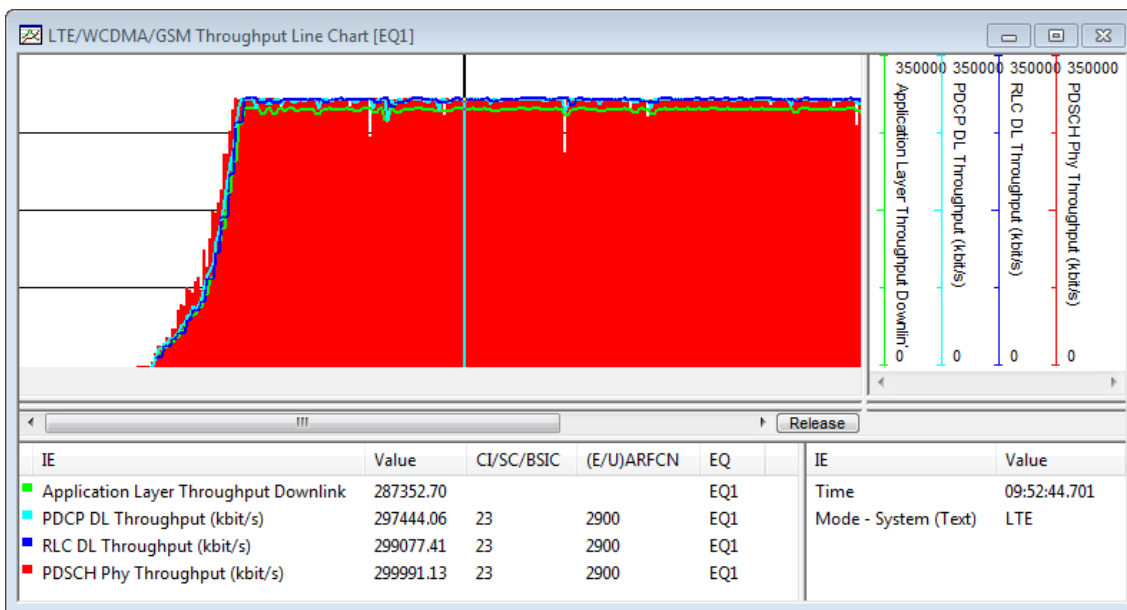 LTE/WCDMA/GSM Throughput Line Chart [EQ1]
350000 350000 350000 350000
Application Layer Throughput Downlin'
PDCP DL Throughput (kbit/s)
RLC DL Throughput (kbit/s)
PDSCH Phy Throughput (kbit/s)
0 0 0 0
Release
IE Value CI/SC/BSIC (E/U)ARFCN EQ
Application Layer Throughput Downlink 287352.70 EQ1
PDCP DL Throughput (kbit/s) 297444.06 23 2900 EQ1
RLC DL Throughput (kbit/s) 299077.41 23 2900 EQ1
PDSCH Phy Throughput (kbit/s) 299991.13 23 2900 EQ1
IE Value
Time 09:52:44.701
Mode - System (Text) LTE